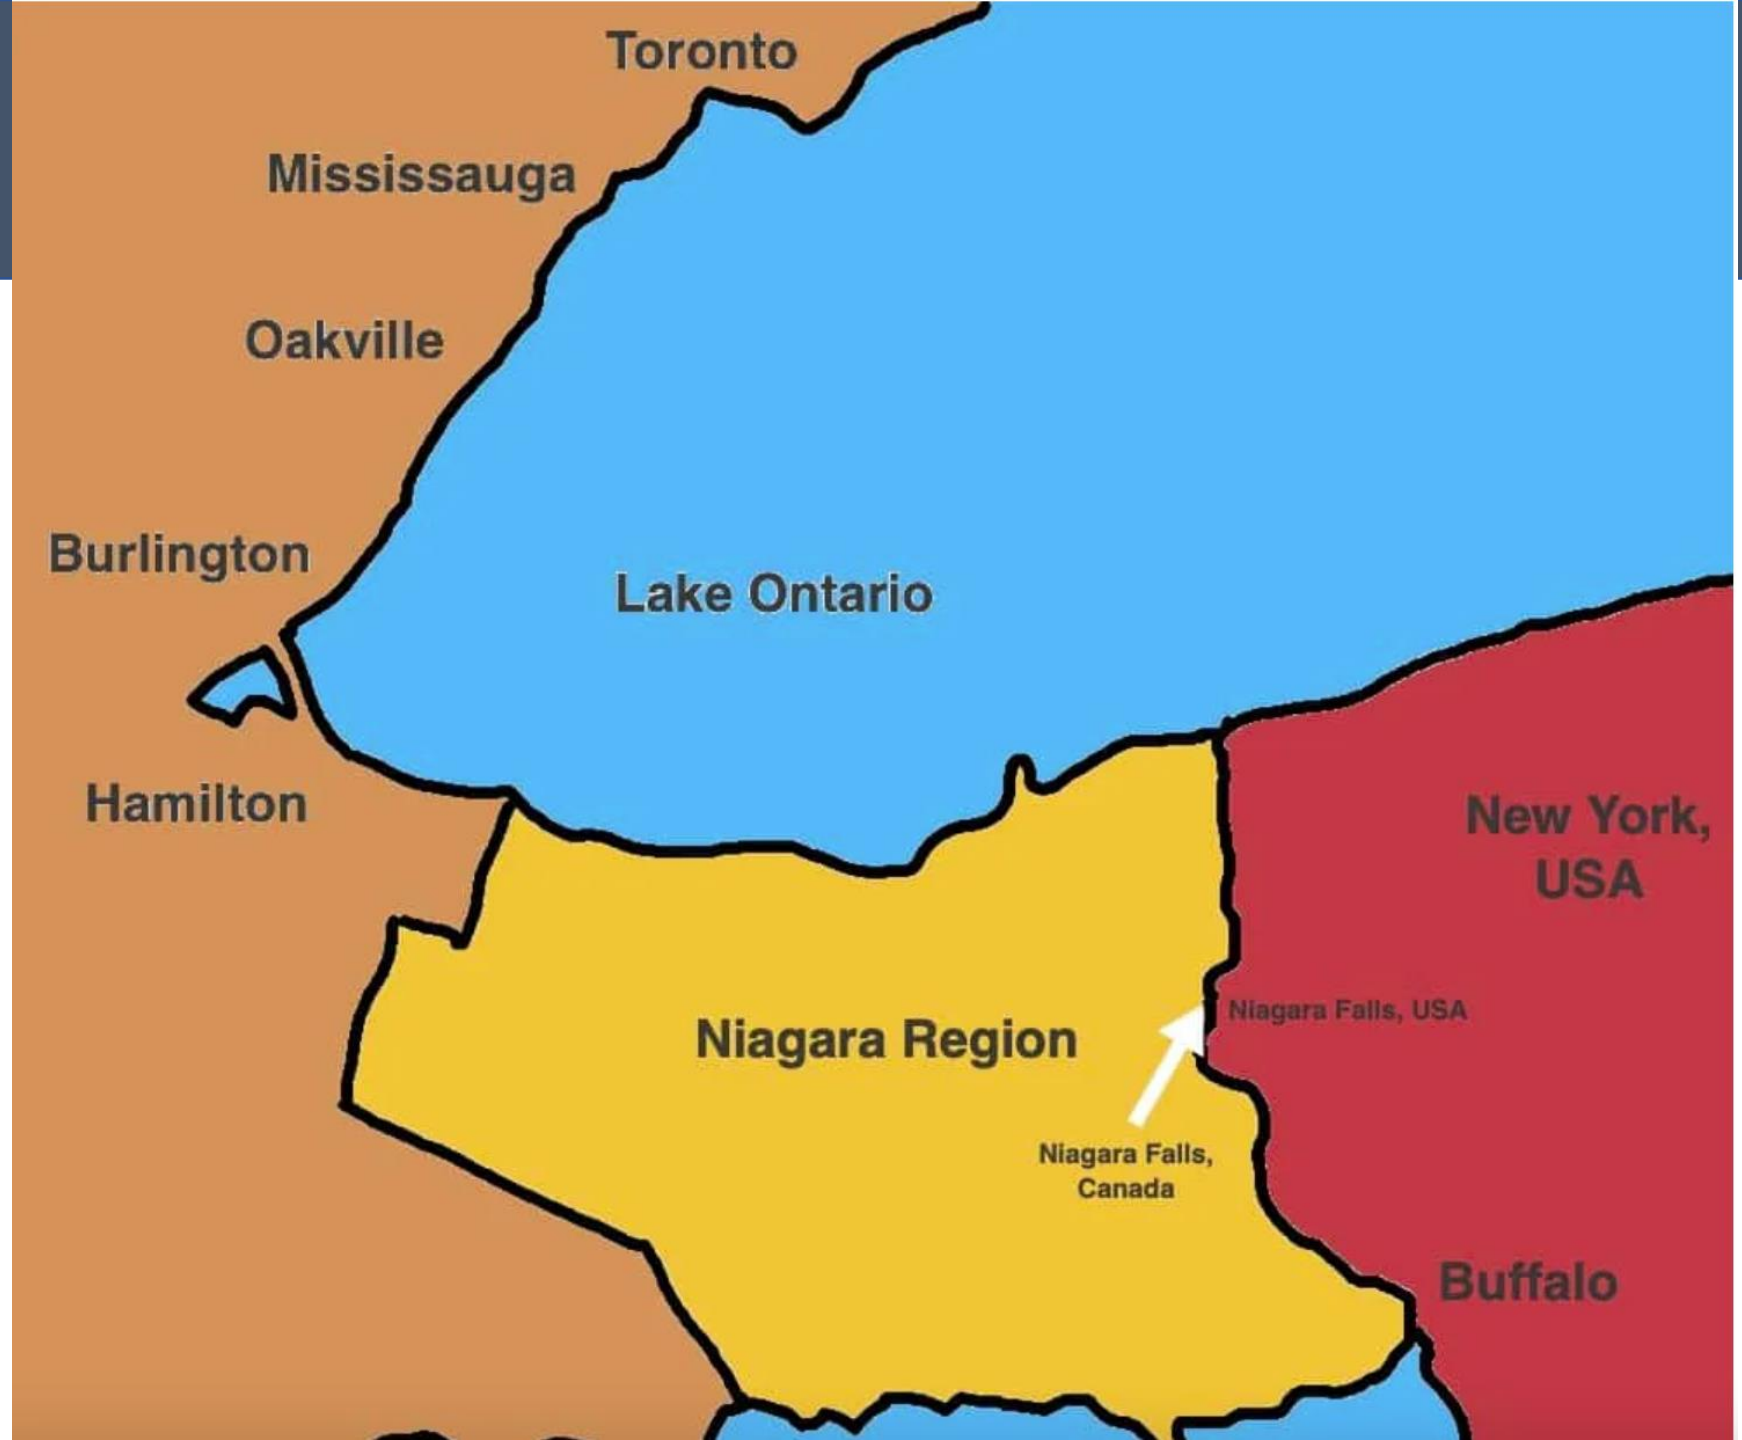 Toronto
Mississauga
Oakville
Burlington
Lake Ontario
Hamilton
New York,
USA
Niagara Falls, USA
Niagara Region
Niagara Falls,
Canada
Buffalo